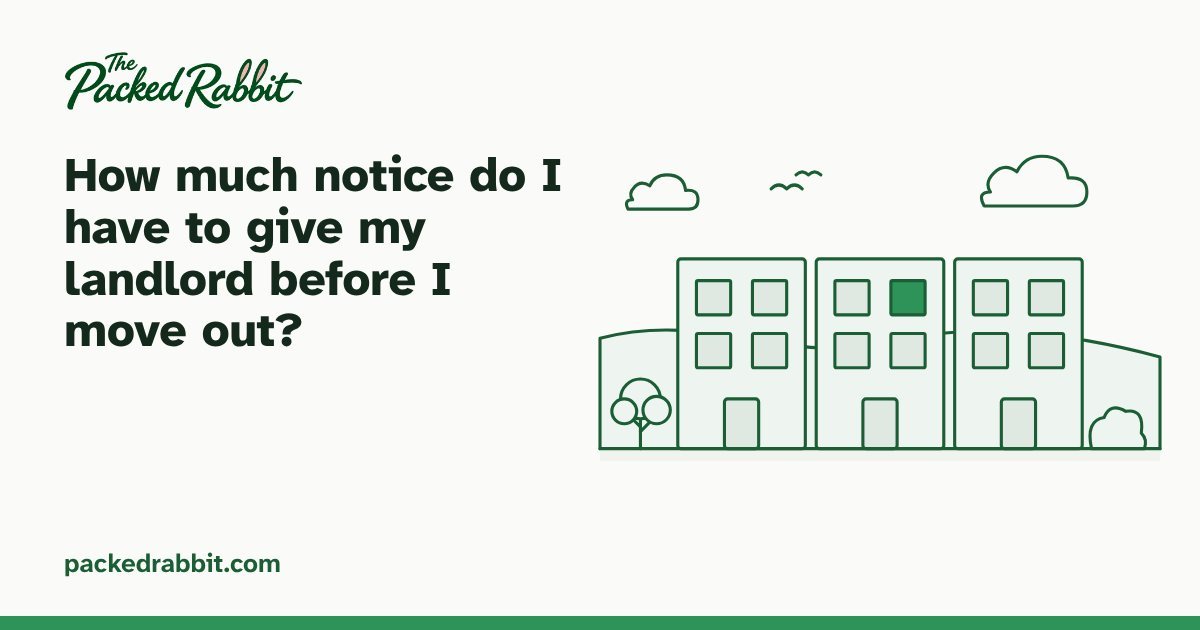 The
Packed Rabbit
How much notice do I
have to give my
landlord before I
move out?
packedrabbit.com